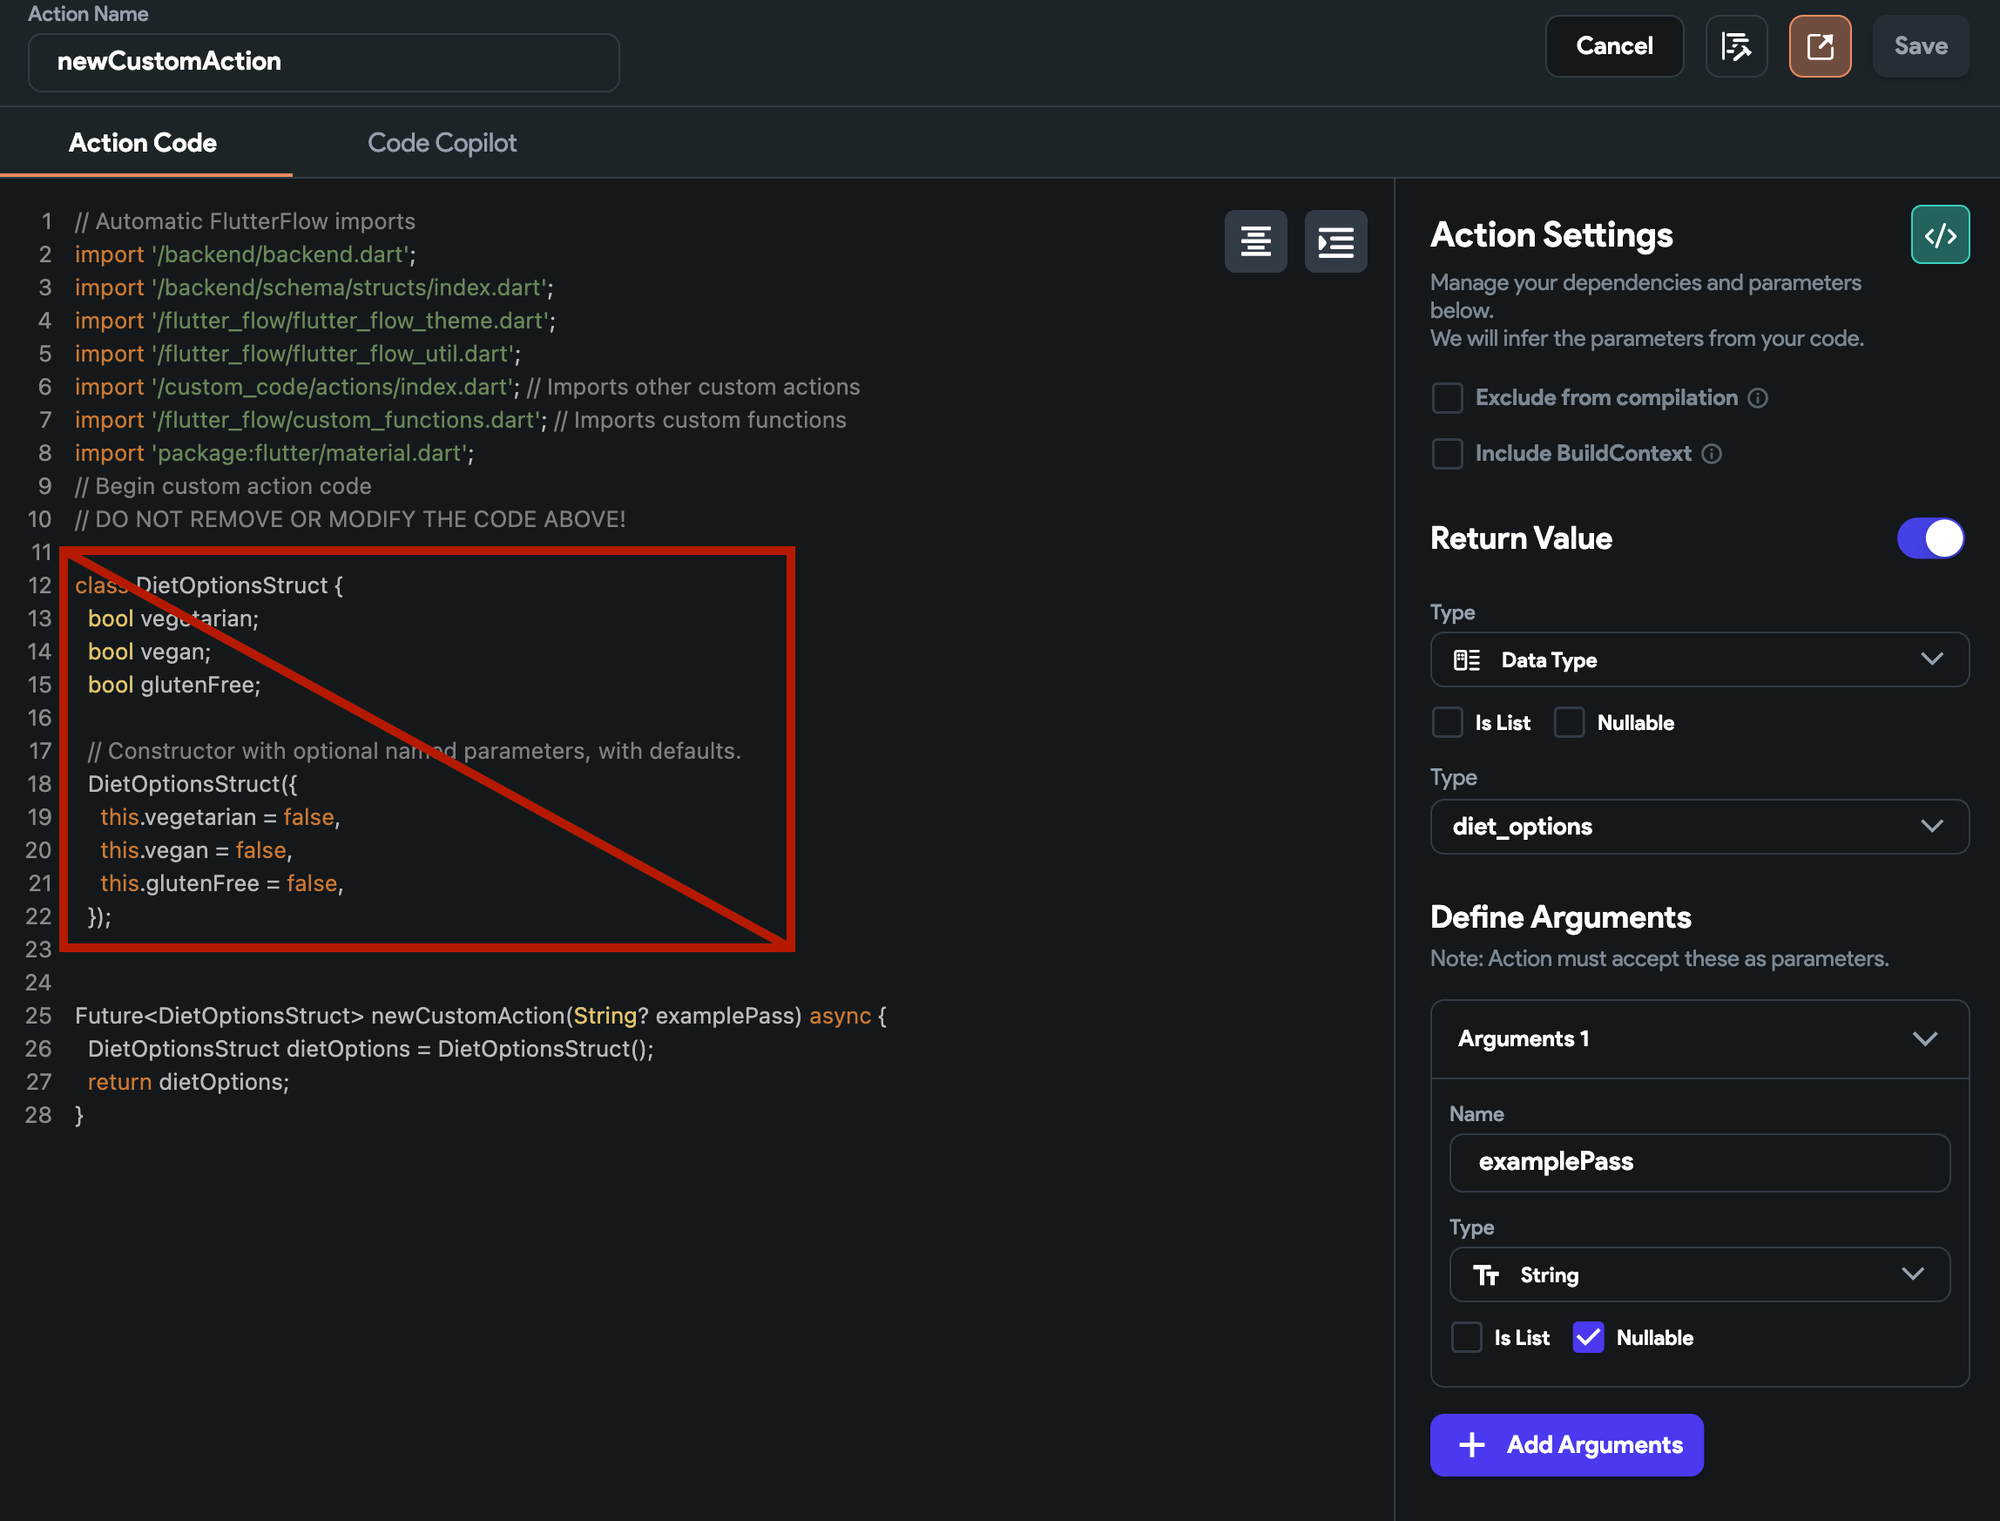 Action Name
newCustomAction
Cancel
Save
Action Code
Code Copilot
1 // Automatic FlutterFlow imports
2 import '/backend/backend.dart';
3 import '/backend/schema/structs/index.dart';
4 import '/flutter_flow/flutter_flow_theme.dart';
5 import '/flutter_flow/flutter_flow_util.dart';
6 import '/custom_code/actions/index.dart'; // Imports other custom actions
7 import '/flutter_flow/custom_functions.dart'; // Imports custom functions
8 import 'package:flutter/material.dart';
9 // Begin custom action code
10 // DO NOT REMOVE OR MODIFY THE CODE ABOVE!
11
12 class DietOptionsStruct {
13 bool vegetarian;
14 bool vegan;
15 bool glutenFree;
16
17 // Constructor with optional named parameters, with defaults.
18 DietOptionsStruct({
19 this.vegetarian = false,
20 this.vegan = false,
21 this.glutenFree = false,
22 });
23
24
25 Future<DietOptionsStruct> newCustomAction(String? examplePass) async {
26 DietOptionsStruct dietOptions = DietOptionsStruct();
27 return dietOptions;
28 }
Action Settings
</>
Manage your dependencies and parameters
below.
We will infer the parameters from your code.
Exclude from compilation
Include BuildContext
Return Value
Type
Data Type
Is List
Nullable
Type
diet_options
Define Arguments
Note: Action must accept these as parameters.
Arguments 1
Name
examplePass
Type
String
Is List
Nullable
+ Add Arguments